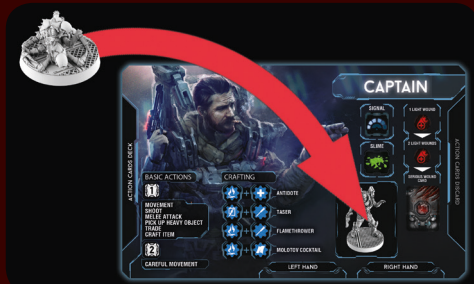 CAPTAIN
ACTION CARDS DECK
SIGNAL
SLIME
1 LIGHT WOUND
2 LIGHT WOUNDS
SERIOUS WOUND
CARD
ACTION CARDS DISCARD
BASIC ACTIONS
1
MOVEMENT
SHOOT
MELEE ATTACK
PICK UP HEAVY OBJECT
TRADE
CRAFT ITEM
2
CAREFUL MOVEMENT
CRAFTING
+ ANTIDOTE
+ TASER
+ FLAMETHROWER
+ MOLOTOV COCKTAIL
LEFT HAND
RIGHT HAND